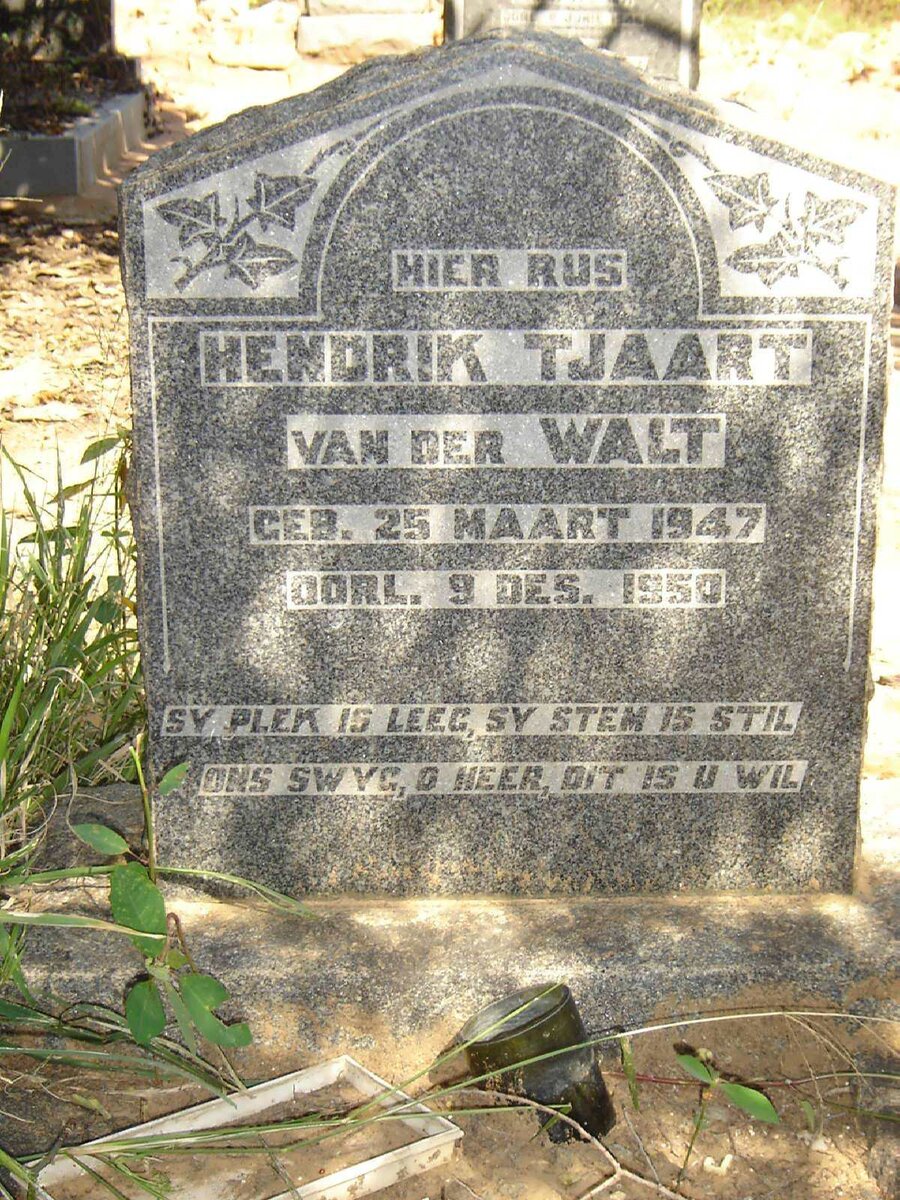 HIER RUS
HENDRIK TJAART
VAN DER WALT
GEB. 25 MAART 1947
OORL. 9 DES. 1950
SY PLEK IS LEEG, SY STEM IS STIL
ONS SWYG, O HEER, DIT IS U WIL